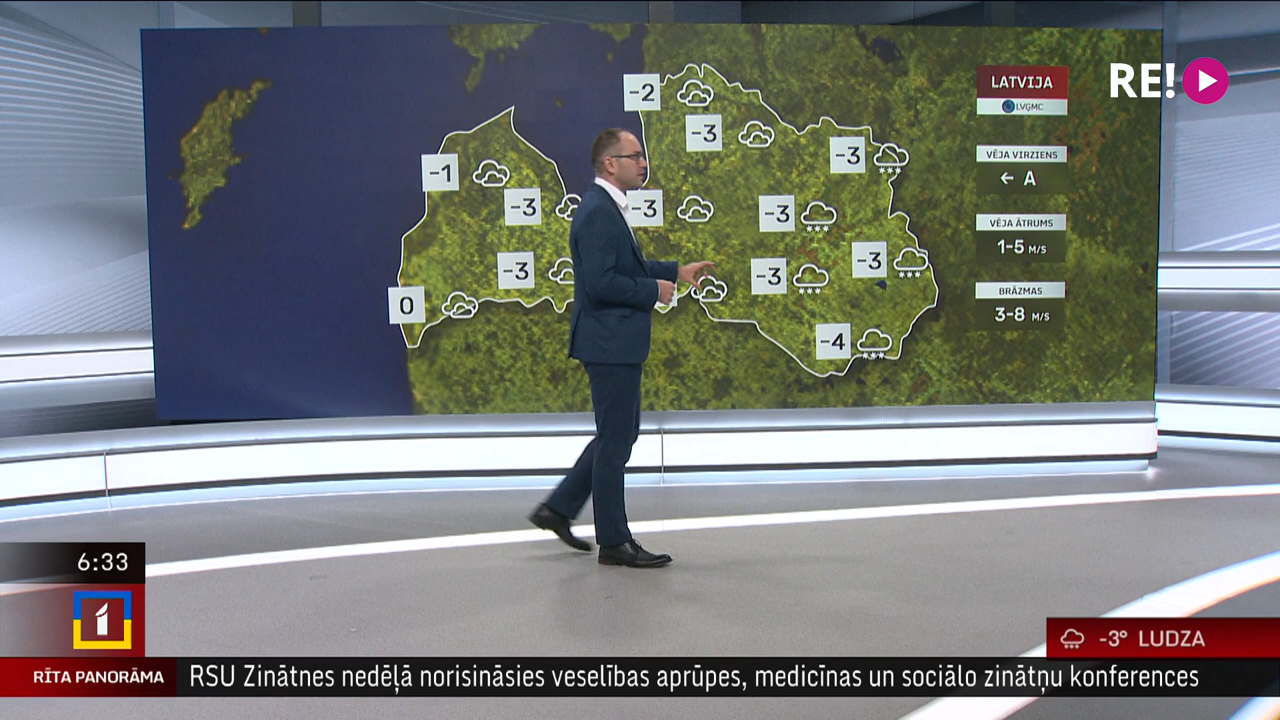 RE!
LATVIJA
LVĢMC
VĒJA VIRZIENS
← A
VĒJA ĀTRUMS
1-5 M/S
BRĀZMAS
3-8 M/S
-2
-3
-3
-1
-3
-3
-3
-3
-3
-3
0
-4
6:33
1
-3° LUDZA
RĪTA PANORĀMA
RSU Zinātnes nedēļā norisināsies veselības aprūpes, medicīnas un sociālo zinātņu konferences